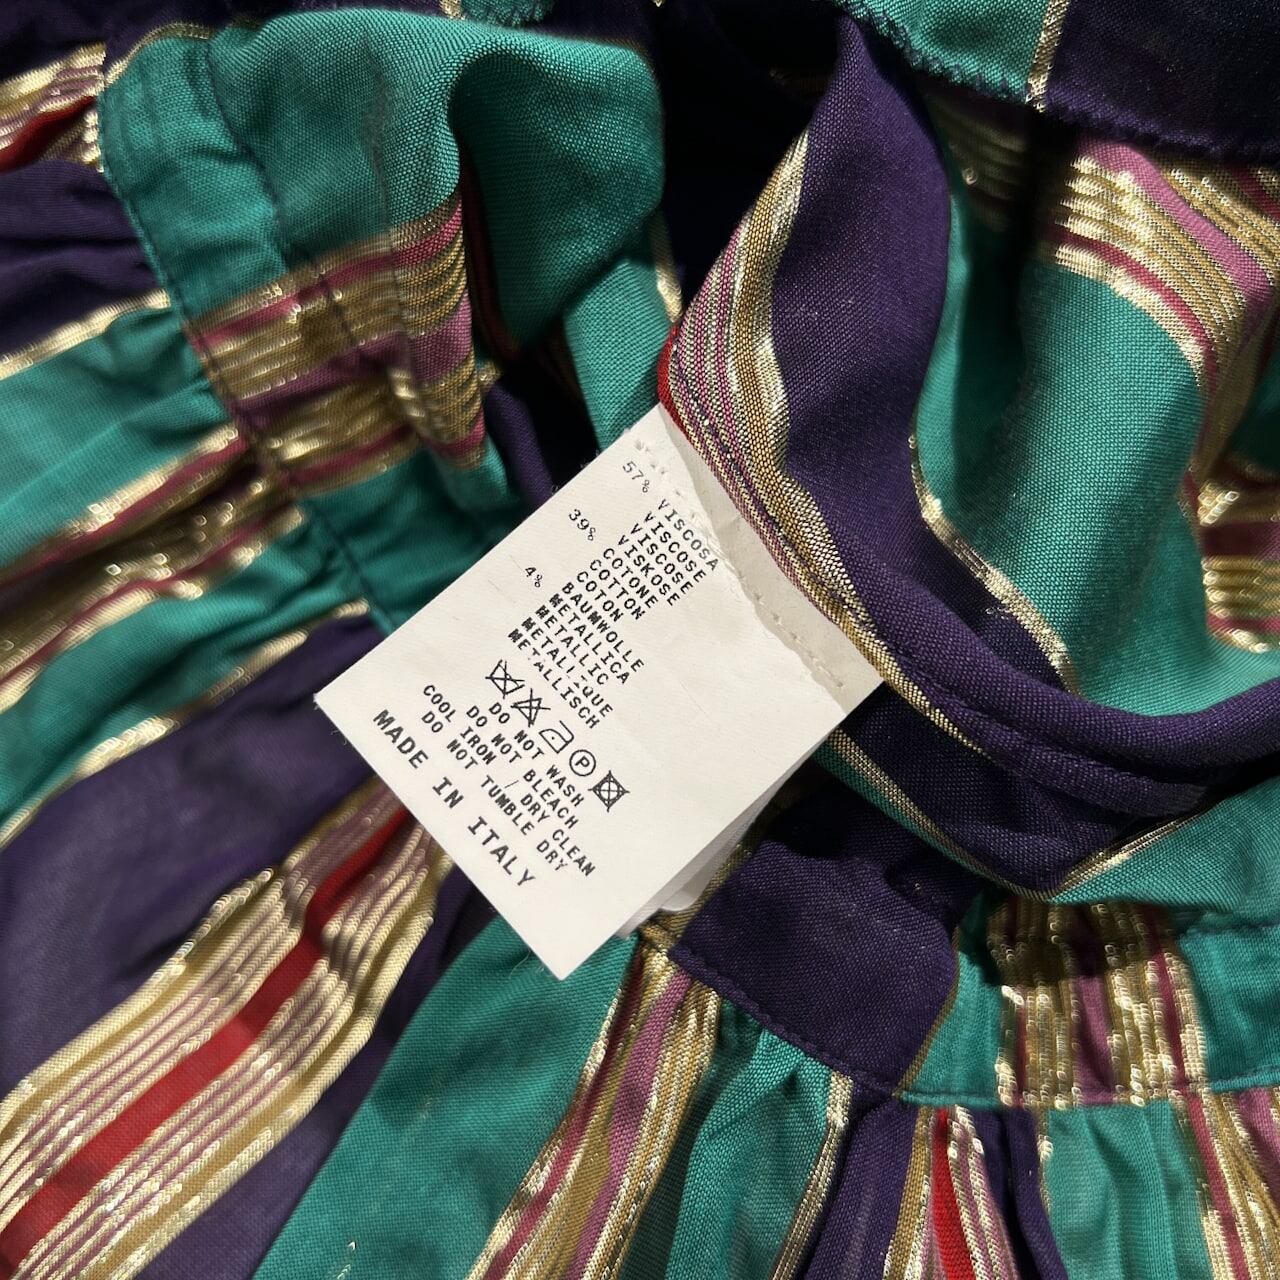 57% VISCOSA
VISCOSE
VISCOSEE
VISKOSE
39% COTONE
COTTON
COTON
BAUMWOLLE
4% METALLICA
METALLIC
METALLIQUE
METALLISCH
P
DO NOT WASH
DO NOT BLEACH
COOL IRON / DRY CLEAN
DO NOT TUMBLE DRY
MADE IN ITALY